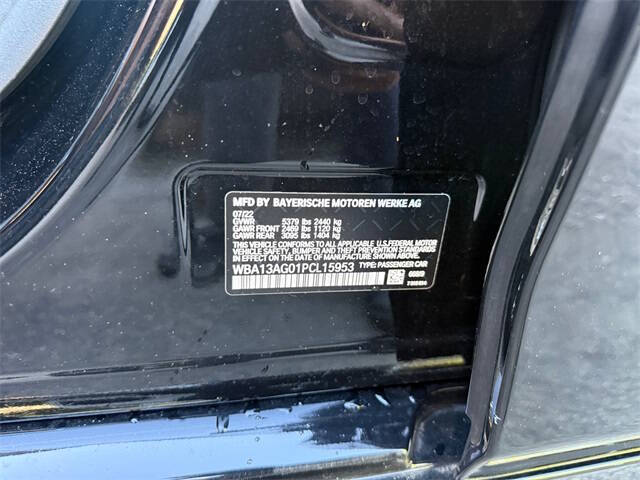 MFD BY BAYERISCHE MOTOREN WERKE AG
07/22
GVWR 5379 lbs 2440 kg
GAWR FRONT 2469 lbs 1120 kg
GAWR REAR 3095 lbs 1404 kg
THIS VEHICLE CONFORMS TO ALL APPLICABLE U.S.FEDERAL MOTOR
VEHICLE SAFETY, BUMPER AND THEFT PREVENTION STANDARDS IN
EFFECT ON THE DATE OF MANUFACTURE SHOWN ABOVE.
WBA13AG01PCL15953 TYPE: PASSENGER CAR